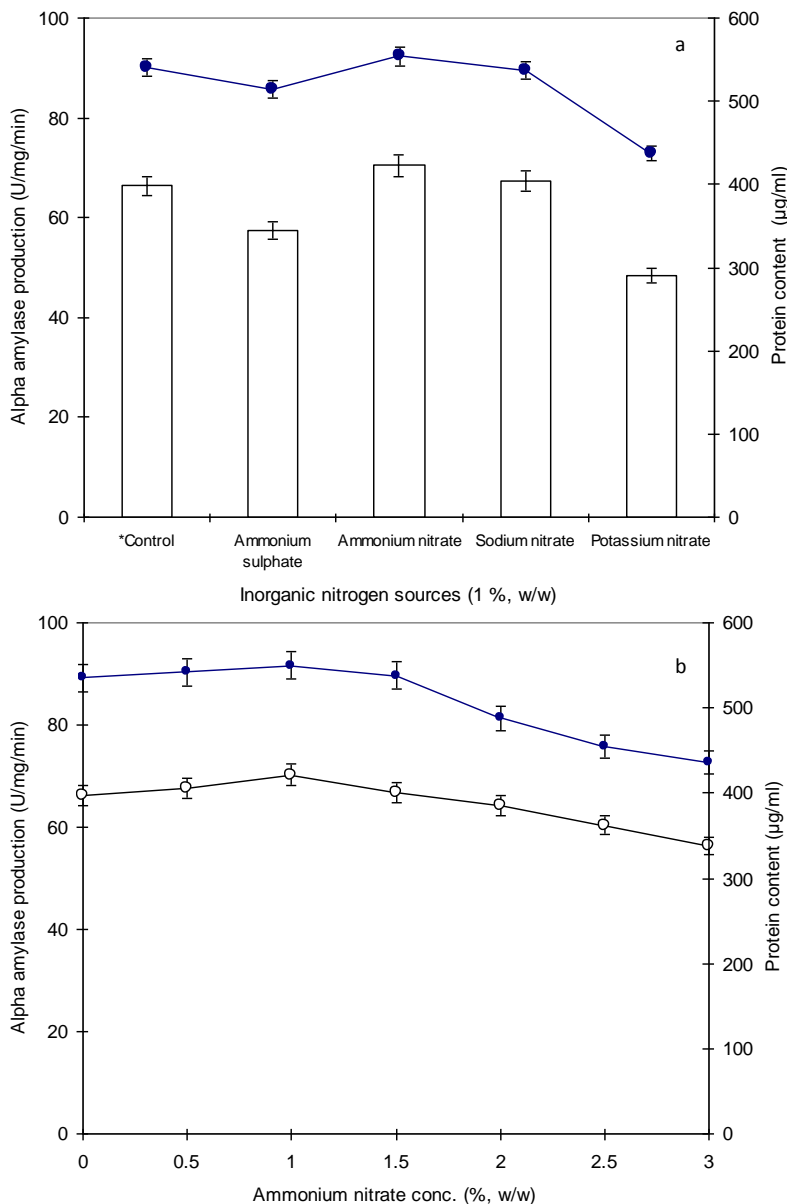 a
Alpha amylase production (U/mg/min)
100
80
60
40
20
0
600
500
400
300
200
100
0
Protein content (µg/ml)
*Control
Ammonium sulphate
Ammonium nitrate
Sodium nitrate
Potassium nitrate
Inorganic nitrogen sources (1 %, w/w)
b
Alpha amylase production (U/mg/min)
100
80
60
40
20
0
600
500
400
300
200
100
0
Protein content (µg/ml)
0
0.5
1
1.5
2
2.5
3
Ammonium nitrate conc. (%, w/w)